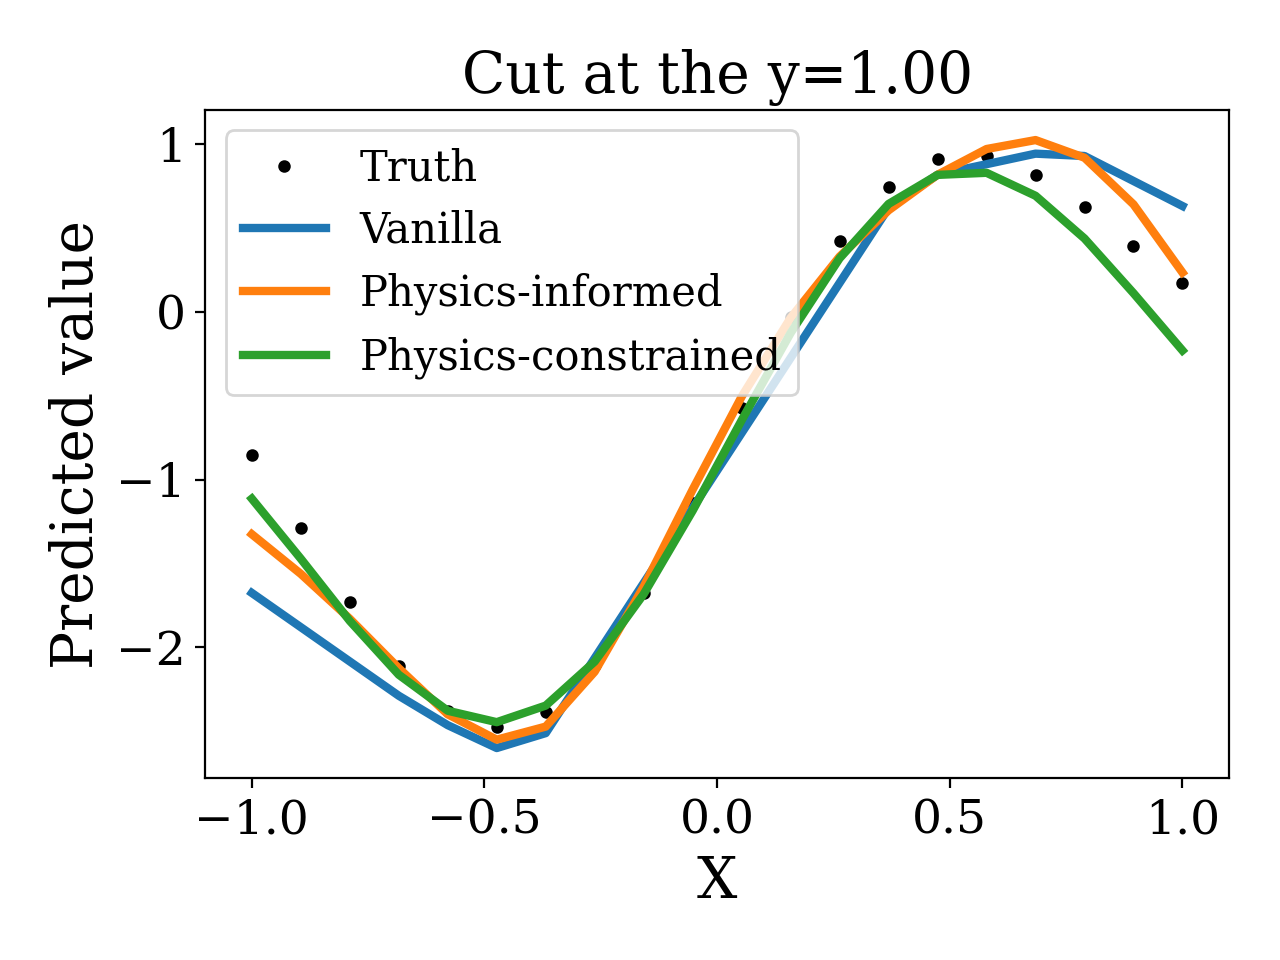 Cut at the y=1.00
Truth
Vanilla
Physics-informed
Physics-constrained
Predicted value
1
0
−1
−2
−1.0 −0.5 0.0 0.5 1.0
X